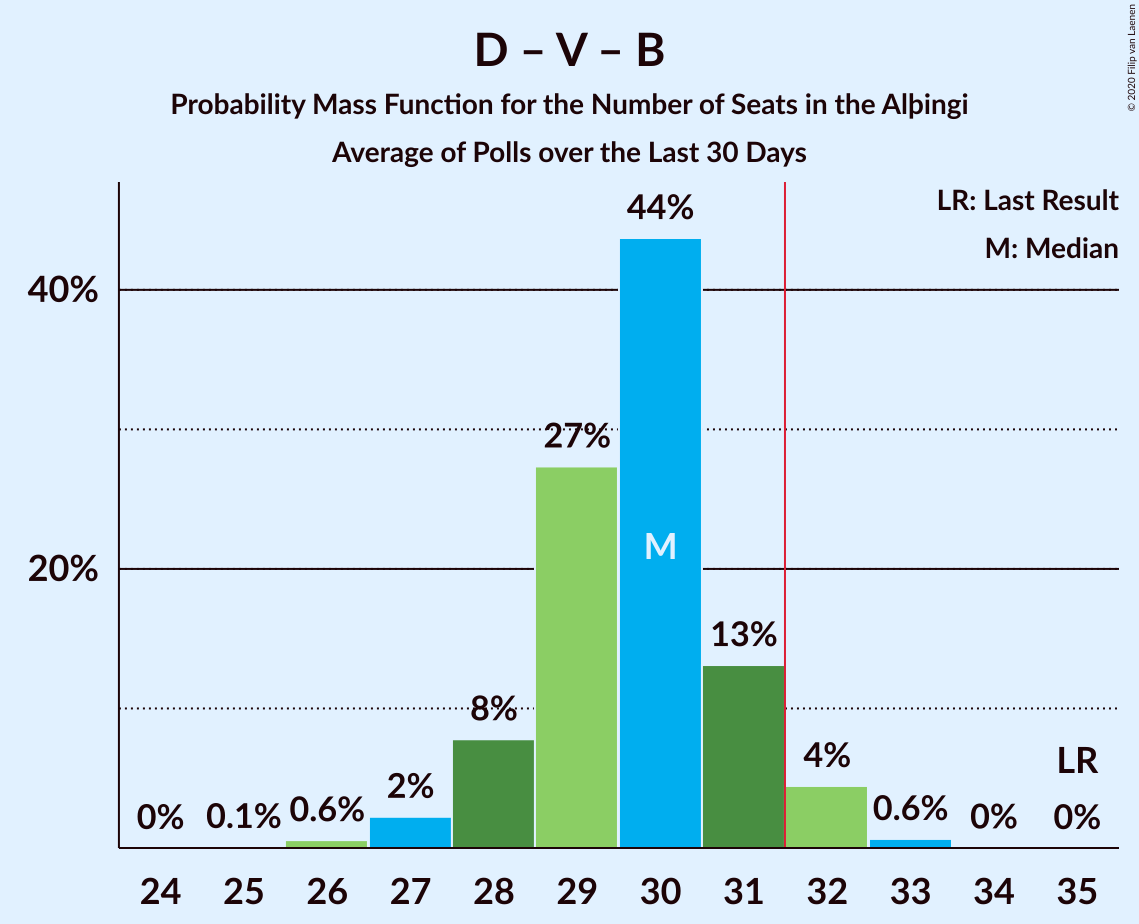 D – V – B
Probability Mass Function for the Number of Seats in the Alþingi
Average of Polls over the Last 30 Days
© 2020 Filip van Laenen
LR: Last Result
M: Median
40%
20%
0%
0.1%
0.6%
2%
8%
27%
44%
M
13%
4%
0.6%
0%
LR
0%
24 25 26 27 28 29 30 31 32 33 34 35